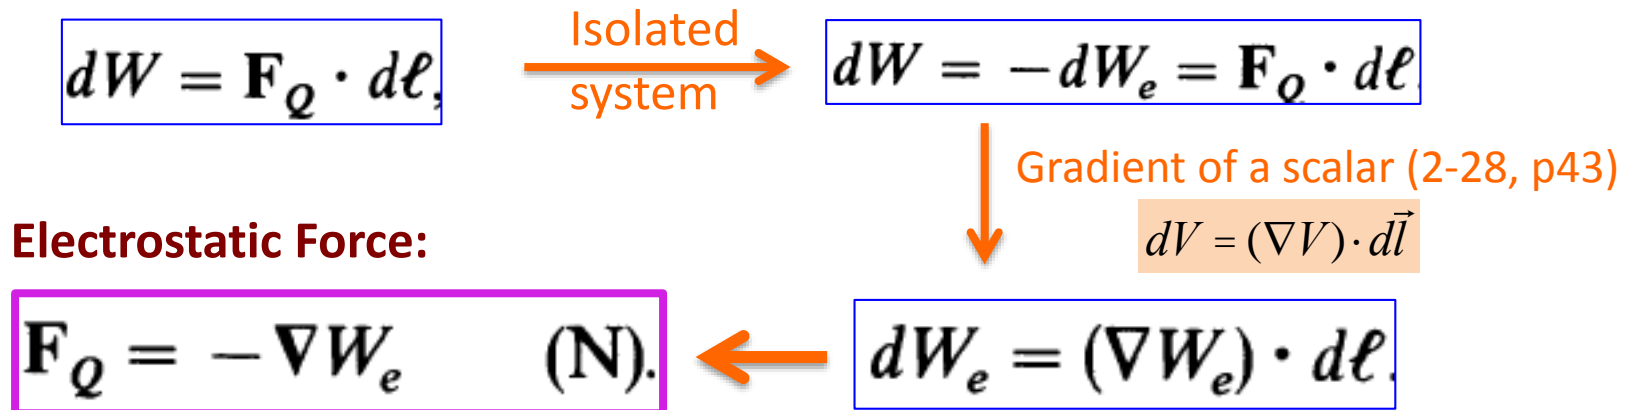 dW = F_Q · dℓ,
Isolated
system
dW = −dW_e = F_Q · dℓ.
Gradient of a scalar (2-28, p43)
dV = (∇V)·dl⃗
dW_e = (∇W_e) · dℓ.
Electrostatic Force:
F_Q = −∇W_e (N).